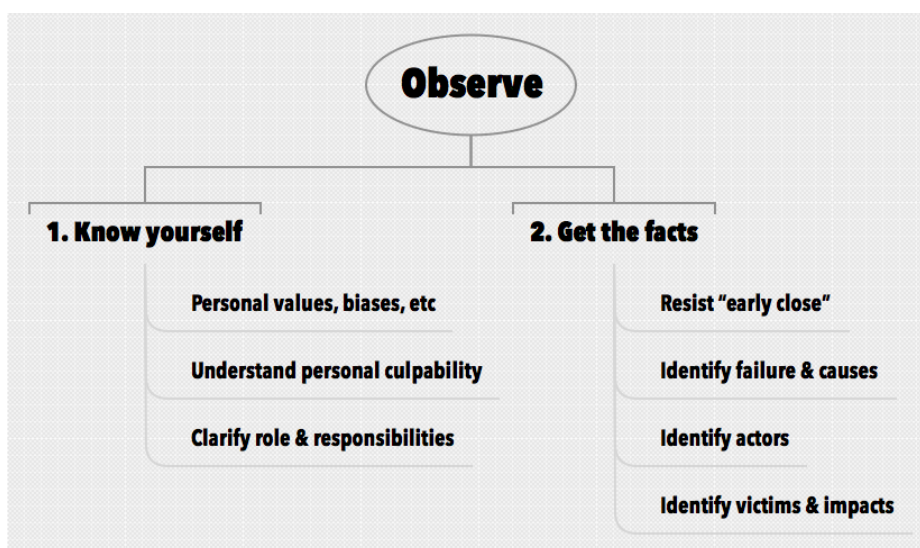 Observe
1. Know yourself
Personal values, biases, etc
Understand personal culpability
Clarify role & responsibilities
2. Get the facts
Resist “early close”
Identify failure & causes
Identify actors
Identify victims & impacts